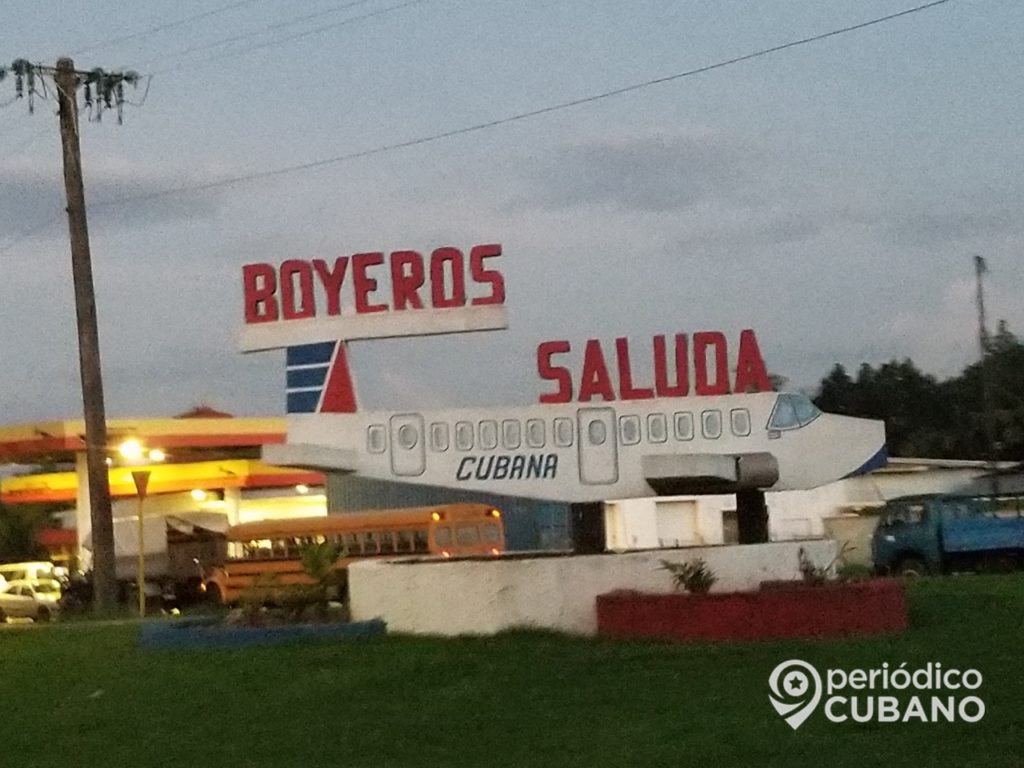 BOYEROS
SALUDA
CUBANA
periódico
CUBANO